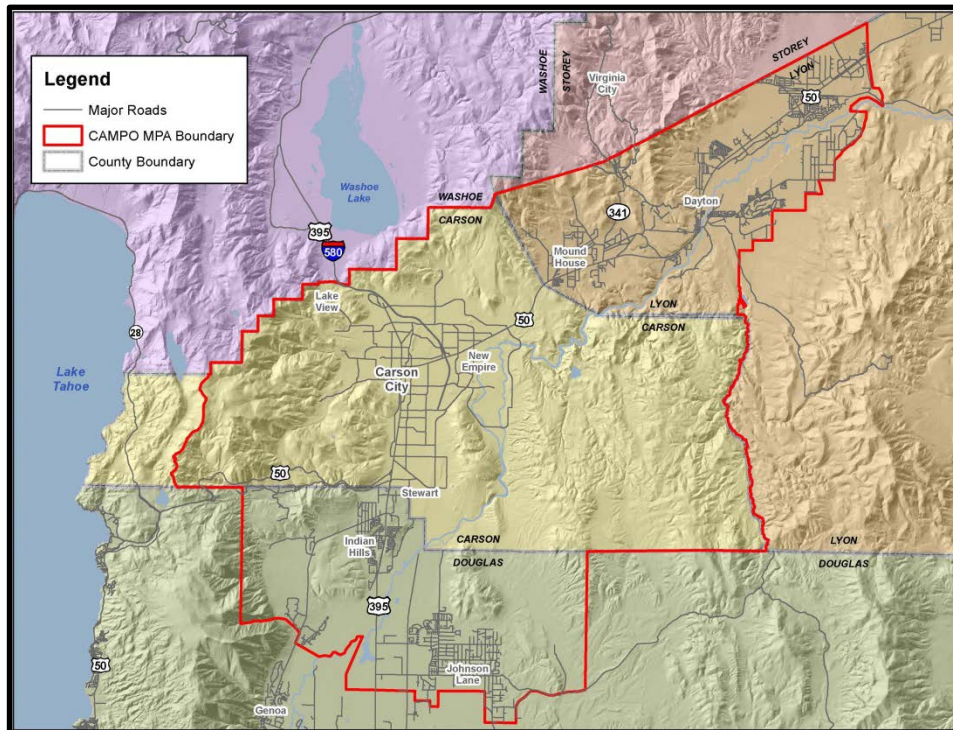 Legend
Major Roads
CAMPO MPA Boundary
County Boundary
WASHOE
STOREY
Virginia
City
STOREY
LYON
50
Washoe
Lake
395
580
WASHOE
CARSON
341
Dayton
Mound
House
Lake
View
28
Lake
Tahoe
50
LYON
CARSON
New
Empire
Carson
City
50
Stewart
Indian
Hills
CARSON
DOUGLAS
LYON
DOUGLAS
395
50
Johnson
Lane
Genoa